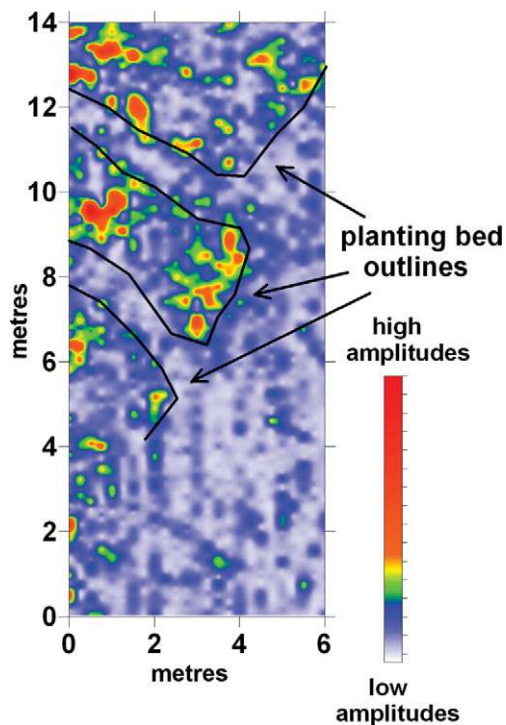 14
12
10
8
6
4
2
0
metres
0
2
4
6
metres
planting bed
outlines
high
amplitudes
low
amplitudes